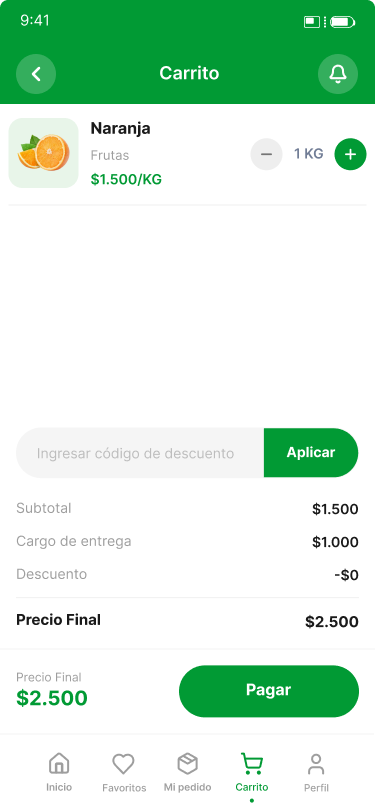 9:41
Carrito
Naranja
Frutas
$1.500/KG
1 KG
Ingresar código de descuento
Aplicar
Subtotal
$1.500
Cargo de entrega
$1.000
Descuento
-$0
Precio Final
$2.500
Precio Final
$2.500
Pagar
Inicio
Favoritos
Mi pedido
Carrito
Perfil